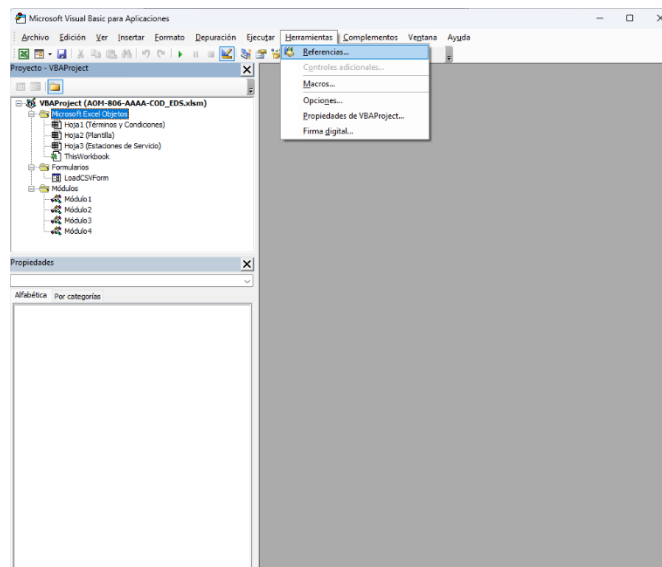 Microsoft Visual Basic para Aplicaciones
Archivo Edición Ver Insertar Formato Depuración Ejecutar Herramientas Complementos Ventana Ayuda
Referencias...
Controles adicionales...
Macros...
Opciones...
Propiedades de VBAProject...
Firma digital...
Proyecto - VBAProject
VBAProject (AOM-806-AAAA-COD_EDS.xlsm)
Microsoft Excel Objetos
Hoja1 (Términos y Condiciones)
Hoja2 (Plantilla)
Hoja3 (Estaciones de Servicio)
ThisWorkbook
Formularios
LoadCSVForm
Módulos
Módulo1
Módulo2
Módulo3
Módulo4
Propiedades
Alfabética Por categorías